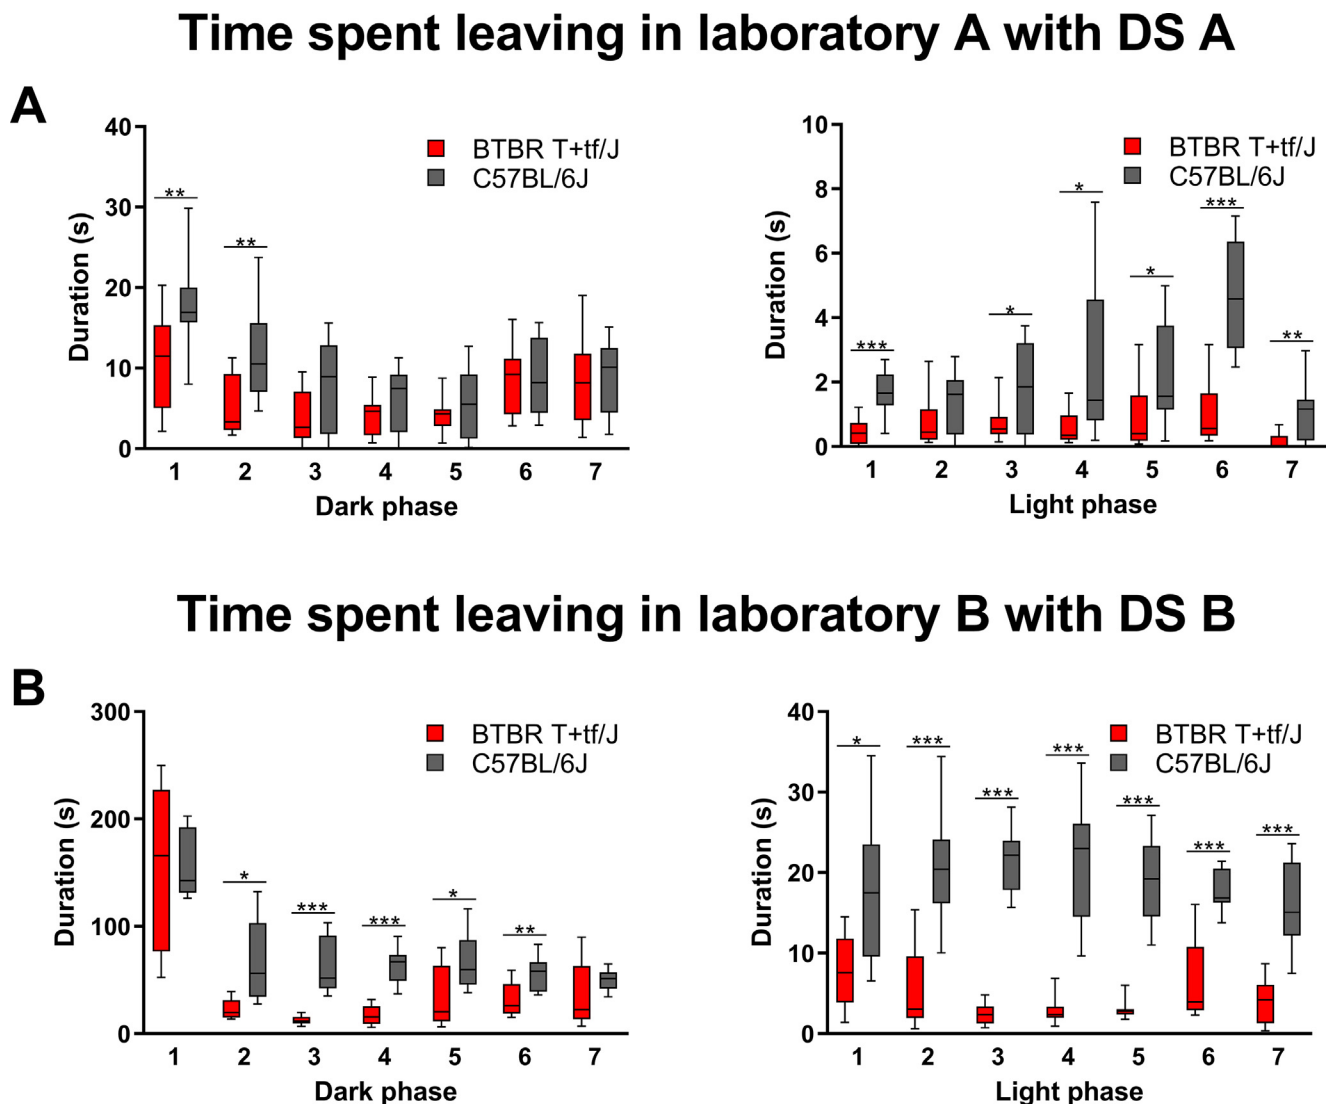 Time spent leaving in laboratory A with DS A
A
40
30
20
10
0
Duration (s)
BTBR T+tf/J
C57BL/6J
**
**
1 2 3 4 5 6 7
Dark phase
10
8
6
4
2
0
Duration (s)
BTBR T+tf/J
C57BL/6J
***
*
*
*
***
**
1 2 3 4 5 6 7
Light phase
Time spent leaving in laboratory B with DS B
B
300
200
100
0
Duration (s)
BTBR T+tf/J
C57BL/6J
*
***
***
*
**
1 2 3 4 5 6 7
Dark phase
40
30
20
10
0
Duration (s)
BTBR T+tf/J
C57BL/6J
*
***
***
***
***
***
***
1 2 3 4 5 6 7
Light phase